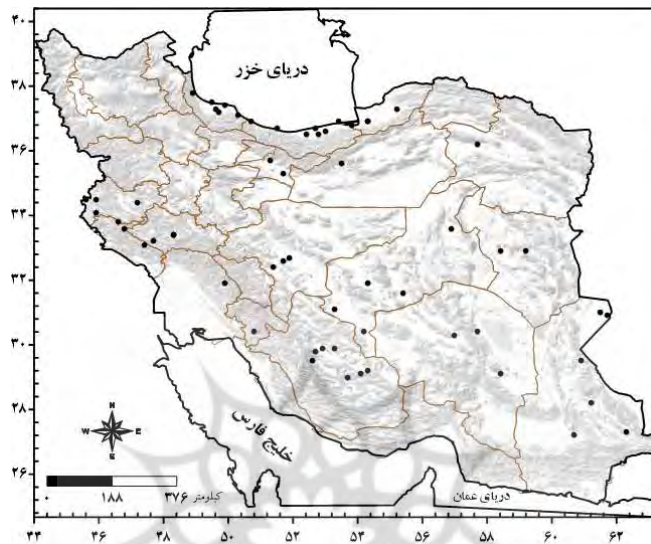 ۴۰
۳۸
۳۶
۳۴
۳۲
۳۰
۲۸
۲۶
دریای خزر
خلیج فارس
دریای عمان
N
W E
S
۰ ۱۸۸ ۳۷۶ کیلومتر
۴۴ ۴۶ ۴۸ ۵۰ ۵۲ ۵۴ ۵۶ ۵۸ ۶۰ ۶۲